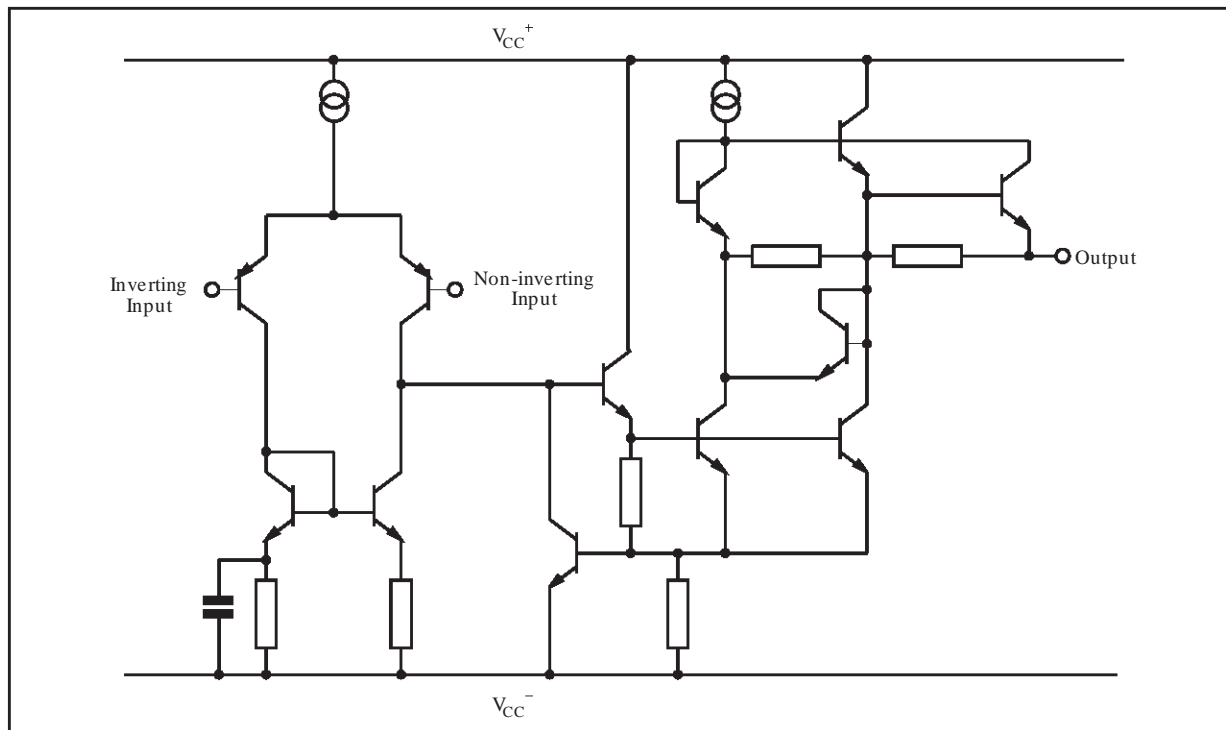 VCC+
Inverting
Input
Non-inverting
Input
Output
VCC−